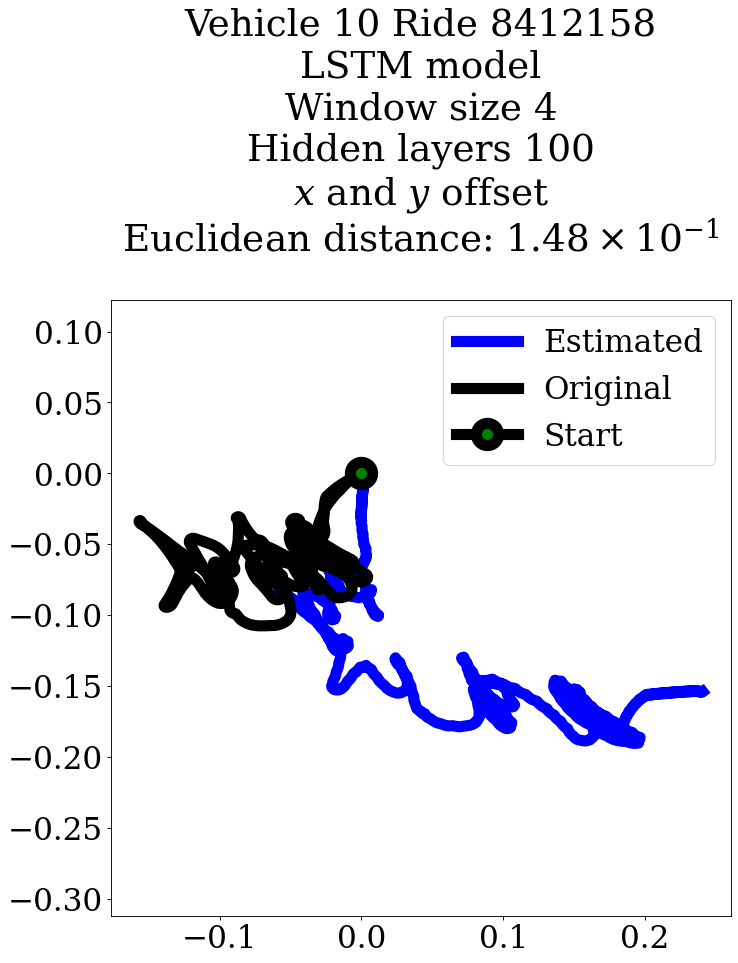 Vehicle 10 Ride 8412158
LSTM model
Window size 4
Hidden layers 100
x and y offset
Euclidean distance: 1.48 × 10⁻¹
Estimated
Original
Start
0.10
0.05
0.00
−0.05
−0.10
−0.15
−0.20
−0.25
−0.30
−0.1 0.0 0.1 0.2